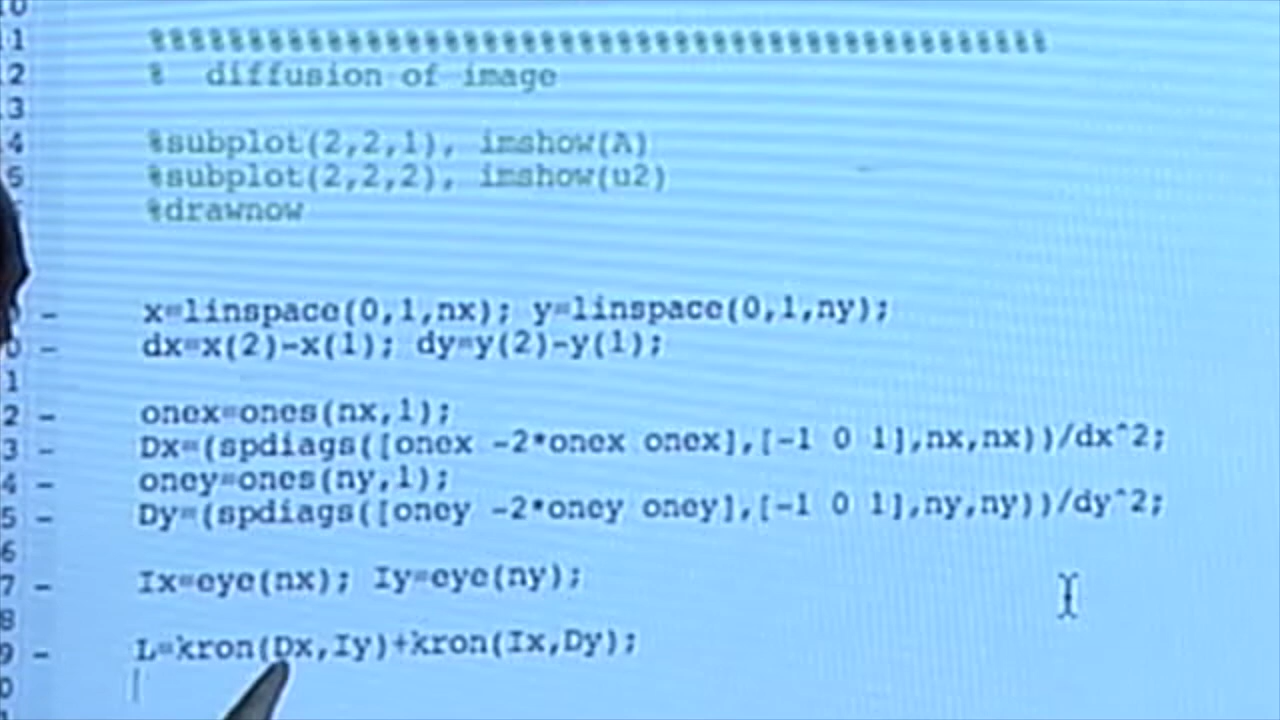 %%%%%%%%%%%%%%%%%%%%%%%%%%%%%%%%%%%%%%%%%%%%%%
% diffusion of image
%subplot(2,2,1), imshow(A)
%subplot(2,2,2), imshow(u2)
%drawnow
x=linspace(0,1,nx); y=linspace(0,1,ny);
dx=x(2)-x(1); dy=y(2)-y(1);
onex=ones(nx,1);
Dx=(spdiags([onex -2*onex onex],[-1 0 1],nx,nx))/dx^2;
oney=ones(ny,1);
Dy=(spdiags([oney -2*oney oney],[-1 0 1],ny,ny))/dy^2;
Ix=eye(nx); Iy=eye(ny);
L=kron(Dx,Iy)+kron(Ix,Dy);